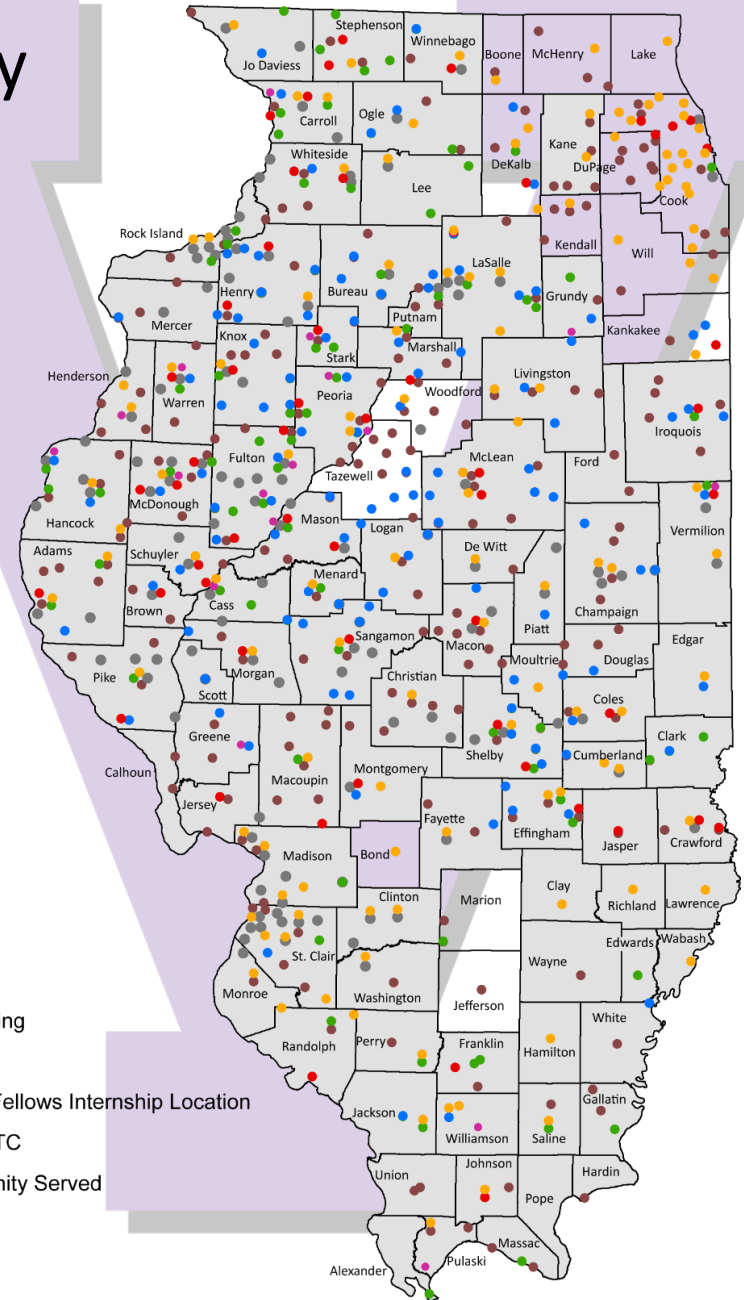 y
Stephenson
Winnebago
Boone
McHenry
Lake
Jo Daviess
Carroll
Ogle
DeKalb
Kane
DuPage
Cook
Whiteside
Lee
Rock Island
Kendall
Will
Henry
Bureau
LaSalle
Grundy
Mercer
Putnam
Kankakee
Knox
Stark
Marshall
Henderson
Warren
Peoria
Woodford
Livingston
Iroquois
Fulton
Tazewell
McLean
Ford
Hancock
McDonough
Mason
Logan
Vermilion
Adams
Schuyler
De Witt
Menard
Champaign
Brown
Cass
Piatt
Sangamon
Macon
Moultrie
Douglas
Edgar
Pike
Scott
Morgan
Christian
Coles
Greene
Shelby
Cumberland
Clark
Calhoun
Macoupin
Montgomery
Jersey
Fayette
Effingham
Jasper
Crawford
Madison
Bond
Clinton
Marion
Clay
Richland
Lawrence
St. Clair
Wayne
Edwards
Wabash
Monroe
Washington
Jefferson
ing
Randolph
Perry
Franklin
Hamilton
White
Fellows Internship Location
Jackson
Williamson
Saline
Gallatin
TC
Union
Johnson
Pope
Hardin
nity Served
Alexander
Pulaski
Massac